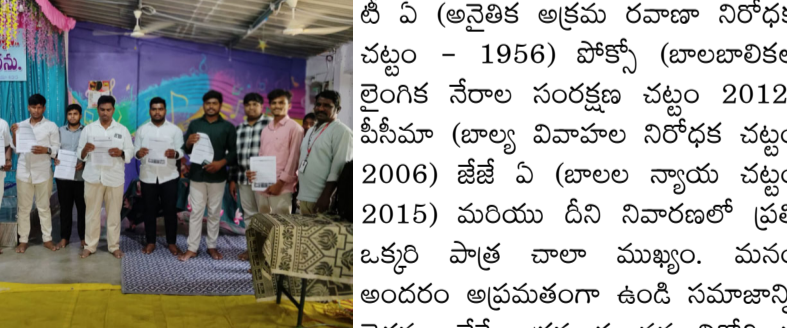 ను.
టీ ఏ (అనైతిక అక్రమ రవాణా నిరోధక
చట్టం - 1956) పోక్సో (బాలబాలికల
లైంగిక నేరాల సంరక్షణ చట్టం 2012
పీసీమా (బాల్య వివాహల నిరోధక చట్టం
2006) జేజే ఏ (బాలల న్యాయ చట్టం
2015) మరియు దీని నివారణలో ప్రతి
ఒక్కరి పాత్ర చాలా ముఖ్యం. మనం
అందరం అప్రమతంగా ఉండి సమాజాన్ని